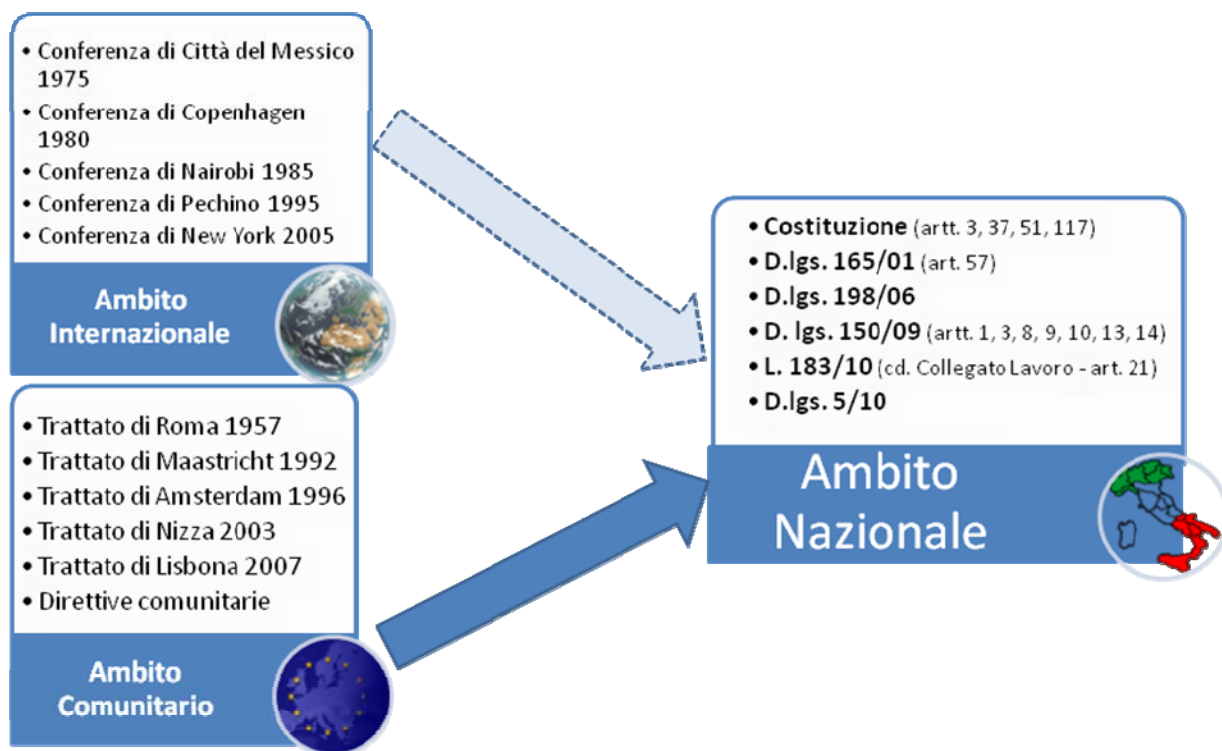 • Conferenza di Città del Messico
1975
• Conferenza di Copenhagen
1980
• Conferenza di Nairobi 1985
• Conferenza di Pechino 1995
• Conferenza di New York 2005
Ambito
Internazionale
• Trattato di Roma 1957
• Trattato di Maastricht 1992
• Trattato di Amsterdam 1996
• Trattato di Nizza 2003
• Trattato di Lisbona 2007
• Direttive comunitarie
Ambito
Comunitario
• Costituzione (artt. 3, 37, 51, 117)
• D.lgs. 165/01 (art. 57)
• D.lgs. 198/06
• D. lgs. 150/09 (artt. 1, 3, 8, 9, 10, 13, 14)
• L. 183/10 (cd. Collegato Lavoro - art. 21)
• D.lgs. 5/10
Ambito
Nazionale